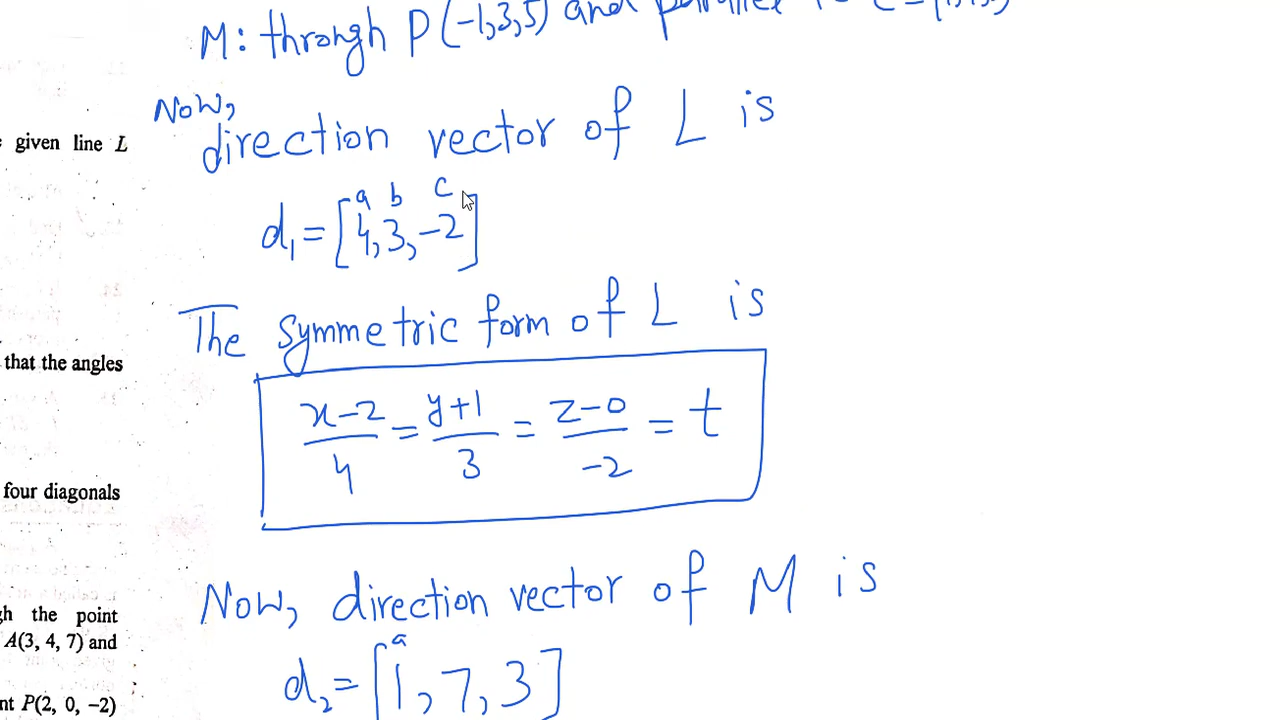 M: through P(-1,3,5) and parallel
Now,
direction vector of L is
a b c
d₁ = [4, 3, -2]
The symmetric form of L is
x-2/4 = y+1/3 = z-0/-2 = t
Now, direction vector of M is
a
d₂ = [1, 7, 3]
given line L
that the angles
four diagonals
the point
A(3, 4, 7) and
P(2, 0, -2)